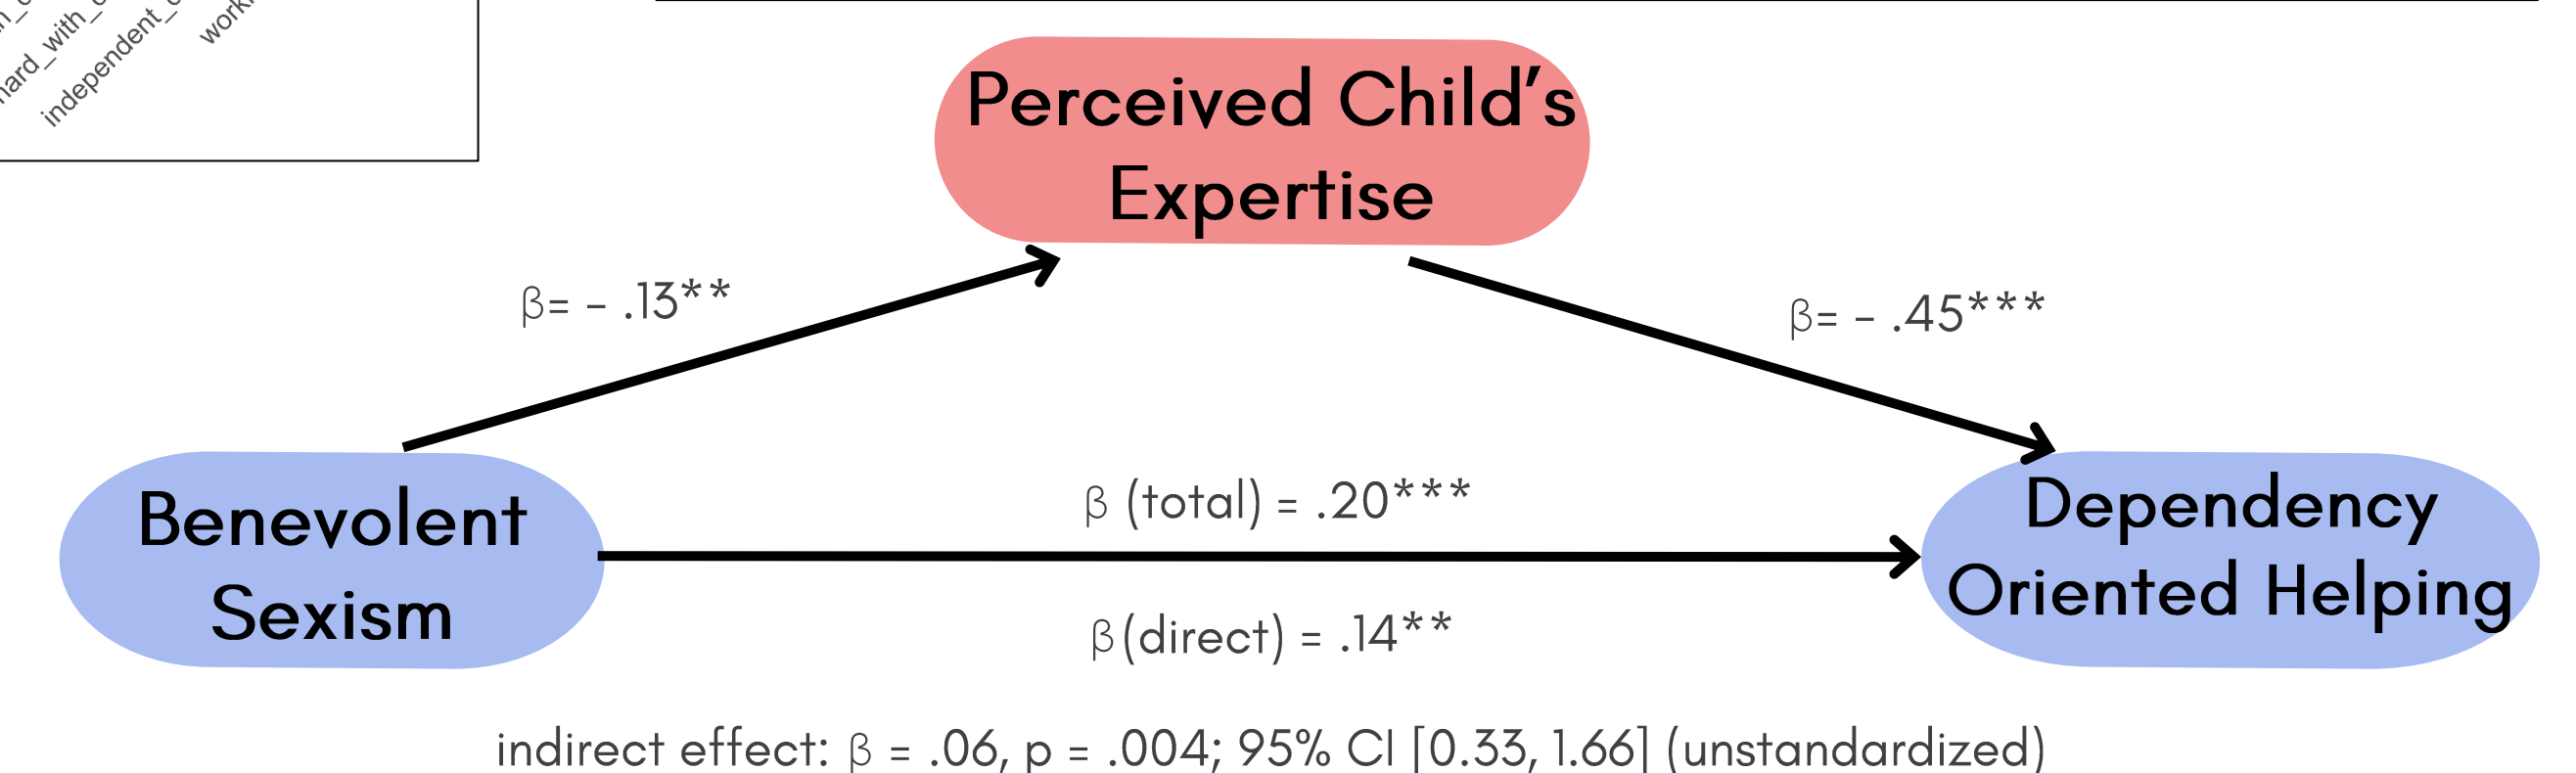 independent_
Perceived Child's
Expertise
β= - .13**
β= - .45***
β (total) = .20***
Benevolent
Sexism
Dependency
Oriented Helping
β(direct) = .14**
indirect effect: β = .06, p = .004; 95% CI [0.33, 1.66] (unstandardized)